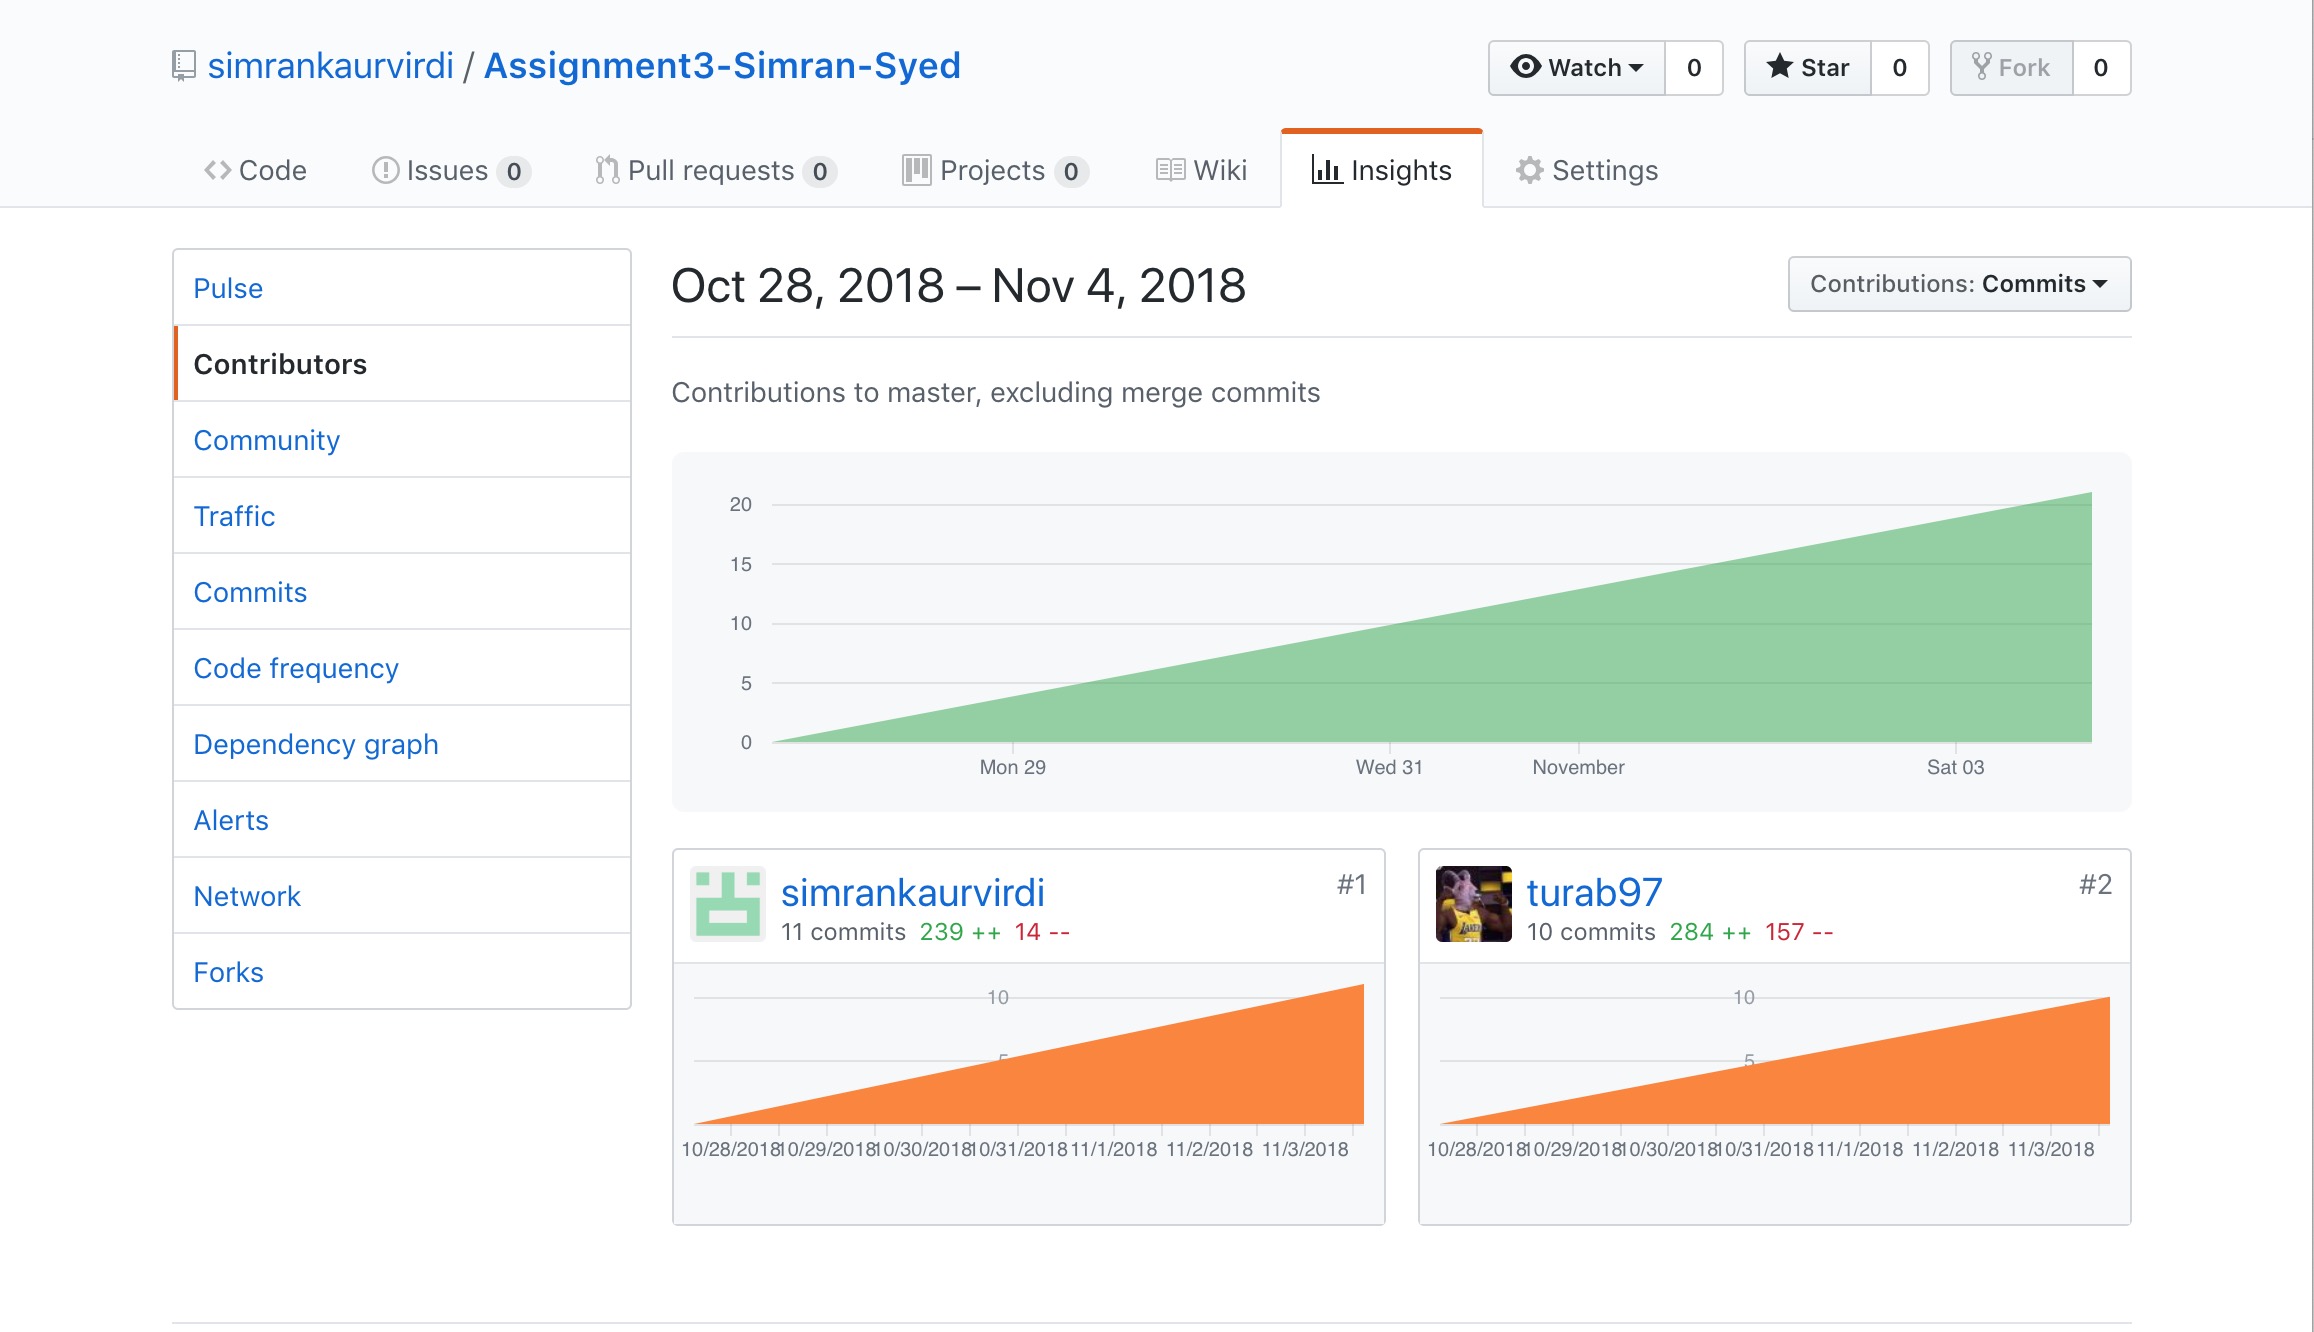 simrankaurvirdi / Assignment3-Simran-Syed
Watch 0 Star 0 Fork 0
Code Issues 0 Pull requests 0 Projects 0 Wiki Insights Settings
Pulse
Contributors
Community
Traffic
Commits
Code frequency
Dependency graph
Alerts
Network
Forks
Oct 28, 2018 – Nov 4, 2018
Contributions: Commits
Contributions to master, excluding merge commits
20
15
10
5
0
Mon 29 Wed 31 November Sat 03
simrankaurvirdi #1
11 commits 239 ++ 14 --
10
5
10/28/2018 10/29/2018 10/30/2018 10/31/2018 11/1/2018 11/2/2018 11/3/2018
turab97 #2
10 commits 284 ++ 157 --
10
5
10/28/2018 10/29/2018 10/30/2018 10/31/2018 11/1/2018 11/2/2018 11/3/2018